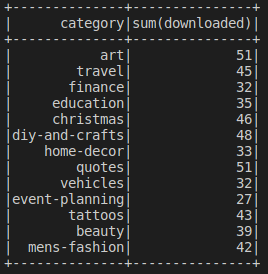 +--------------+---------------+
|      category|sum(downloaded)|
+--------------+---------------+
|           art|             51|
|        travel|             45|
|       finance|             32|
|     education|             35|
|     christmas|             46|
|diy-and-crafts|             48|
|    home-decor|             33|
|        quotes|             51|
|      vehicles|             32|
|event-planning|             27|
|       tattoos|             43|
|        beauty|             39|
|  mens-fashion|             42|
+--------------+---------------+